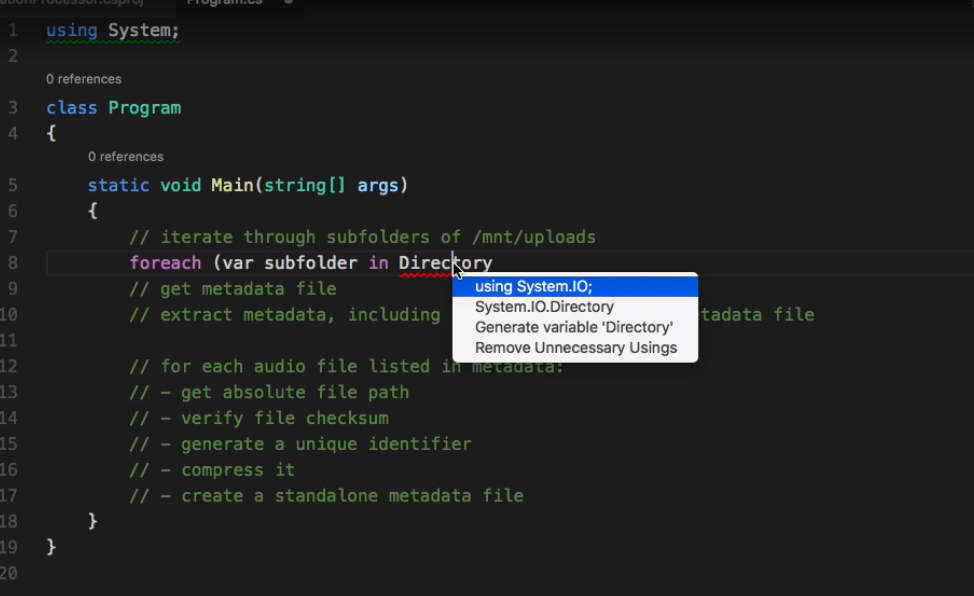 Program.cs
1 using System;
2
0 references
3 class Program
4 {
0 references
5 static void Main(string[] args)
6 {
7 // iterate through subfolders of /mnt/uploads
8 foreach (var subfolder in Directory
using System.IO;
9 // get metadata file
System.IO.Directory
10 // extract metadata, including tadata file
Generate variable 'Directory'
11
Remove Unnecessary Usings
12 // for each audio file listed in metadata:
13 // - get absolute file path
14 // - verify file checksum
15 // - generate a unique identifier
16 // - compress it
17 // - create a standalone metadata file
18 }
19 }
20